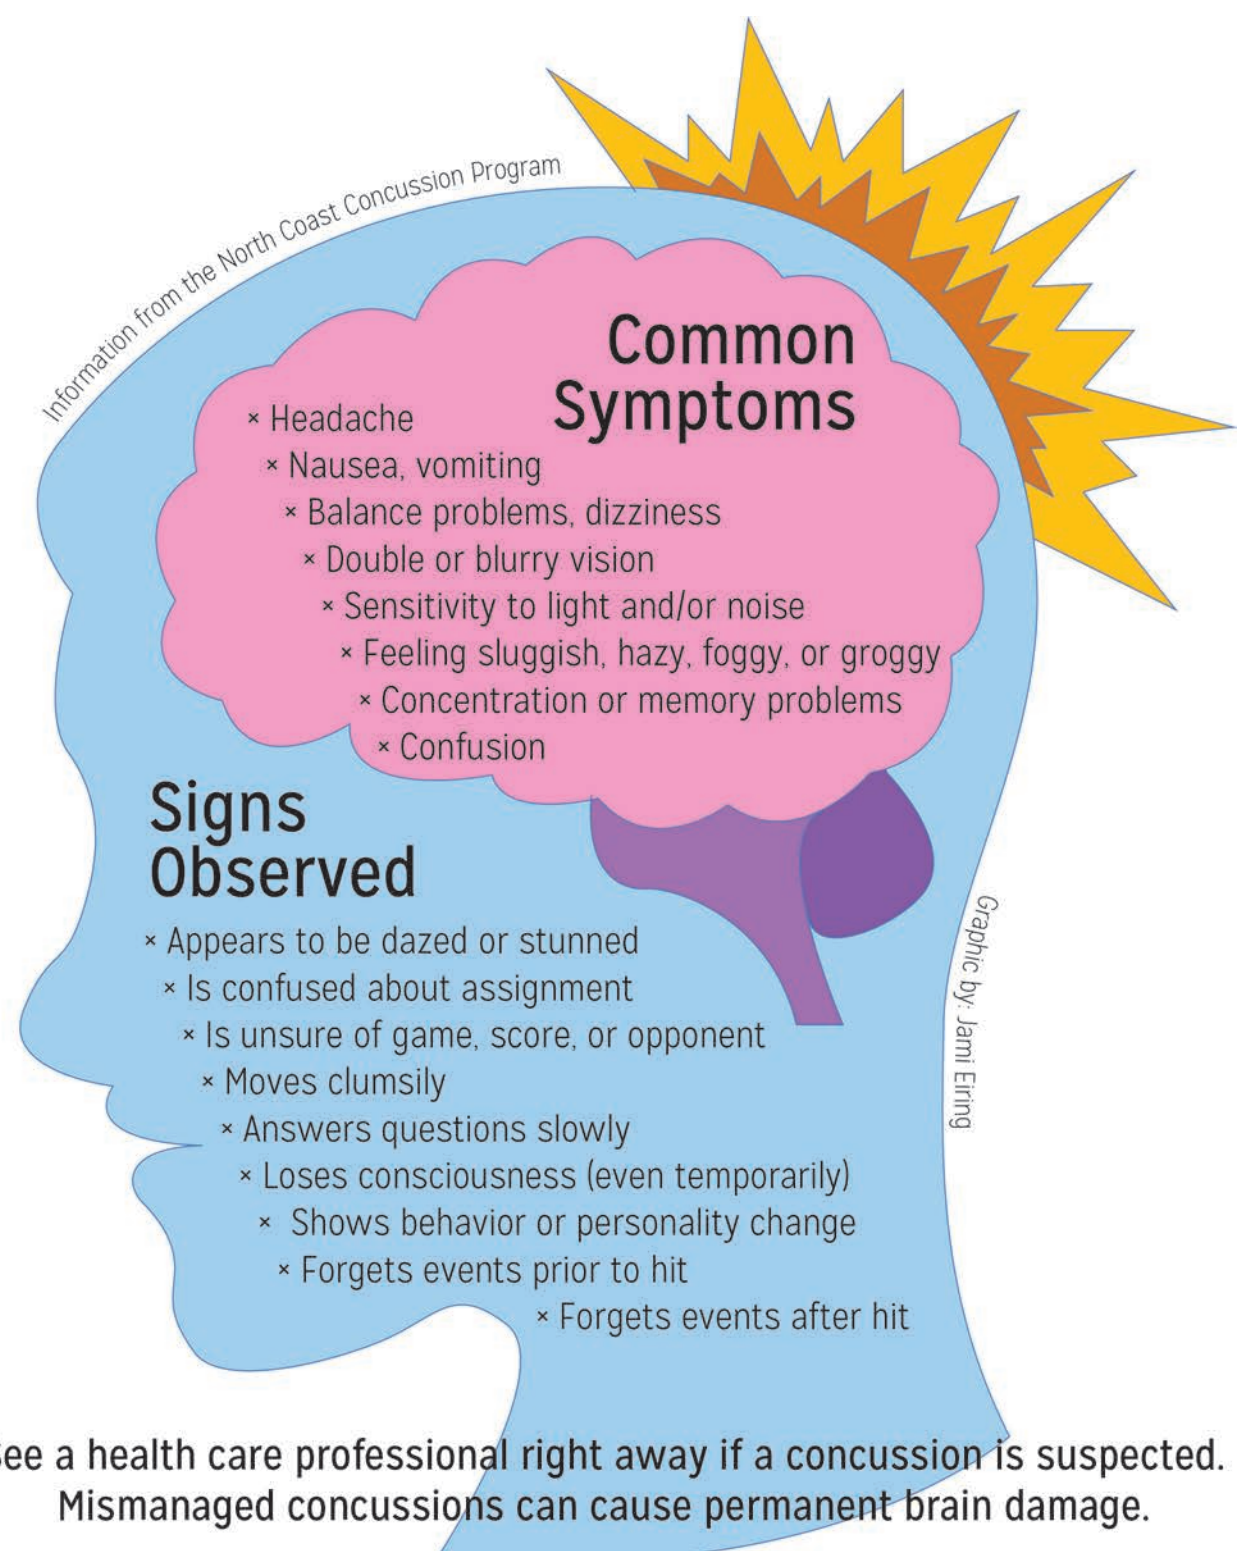 Information from the North Coast Concussion Program
Common
Symptoms
× Headache
× Nausea, vomiting
× Balance problems, dizziness
× Double or blurry vision
× Sensitivity to light and/or noise
× Feeling sluggish, hazy, foggy, or groggy
× Concentration or memory problems
× Confusion
Signs
Observed
× Appears to be dazed or stunned
× Is confused about assignment
× Is unsure of game, score, or opponent
× Moves clumsily
× Answers questions slowly
× Loses consciousness (even temporarily)
× Shows behavior or personality change
× Forgets events prior to hit
× Forgets events after hit
Graphic by: Jami Eiring
See a health care professional right away if a concussion is suspected.
Mismanaged concussions can cause permanent brain damage.